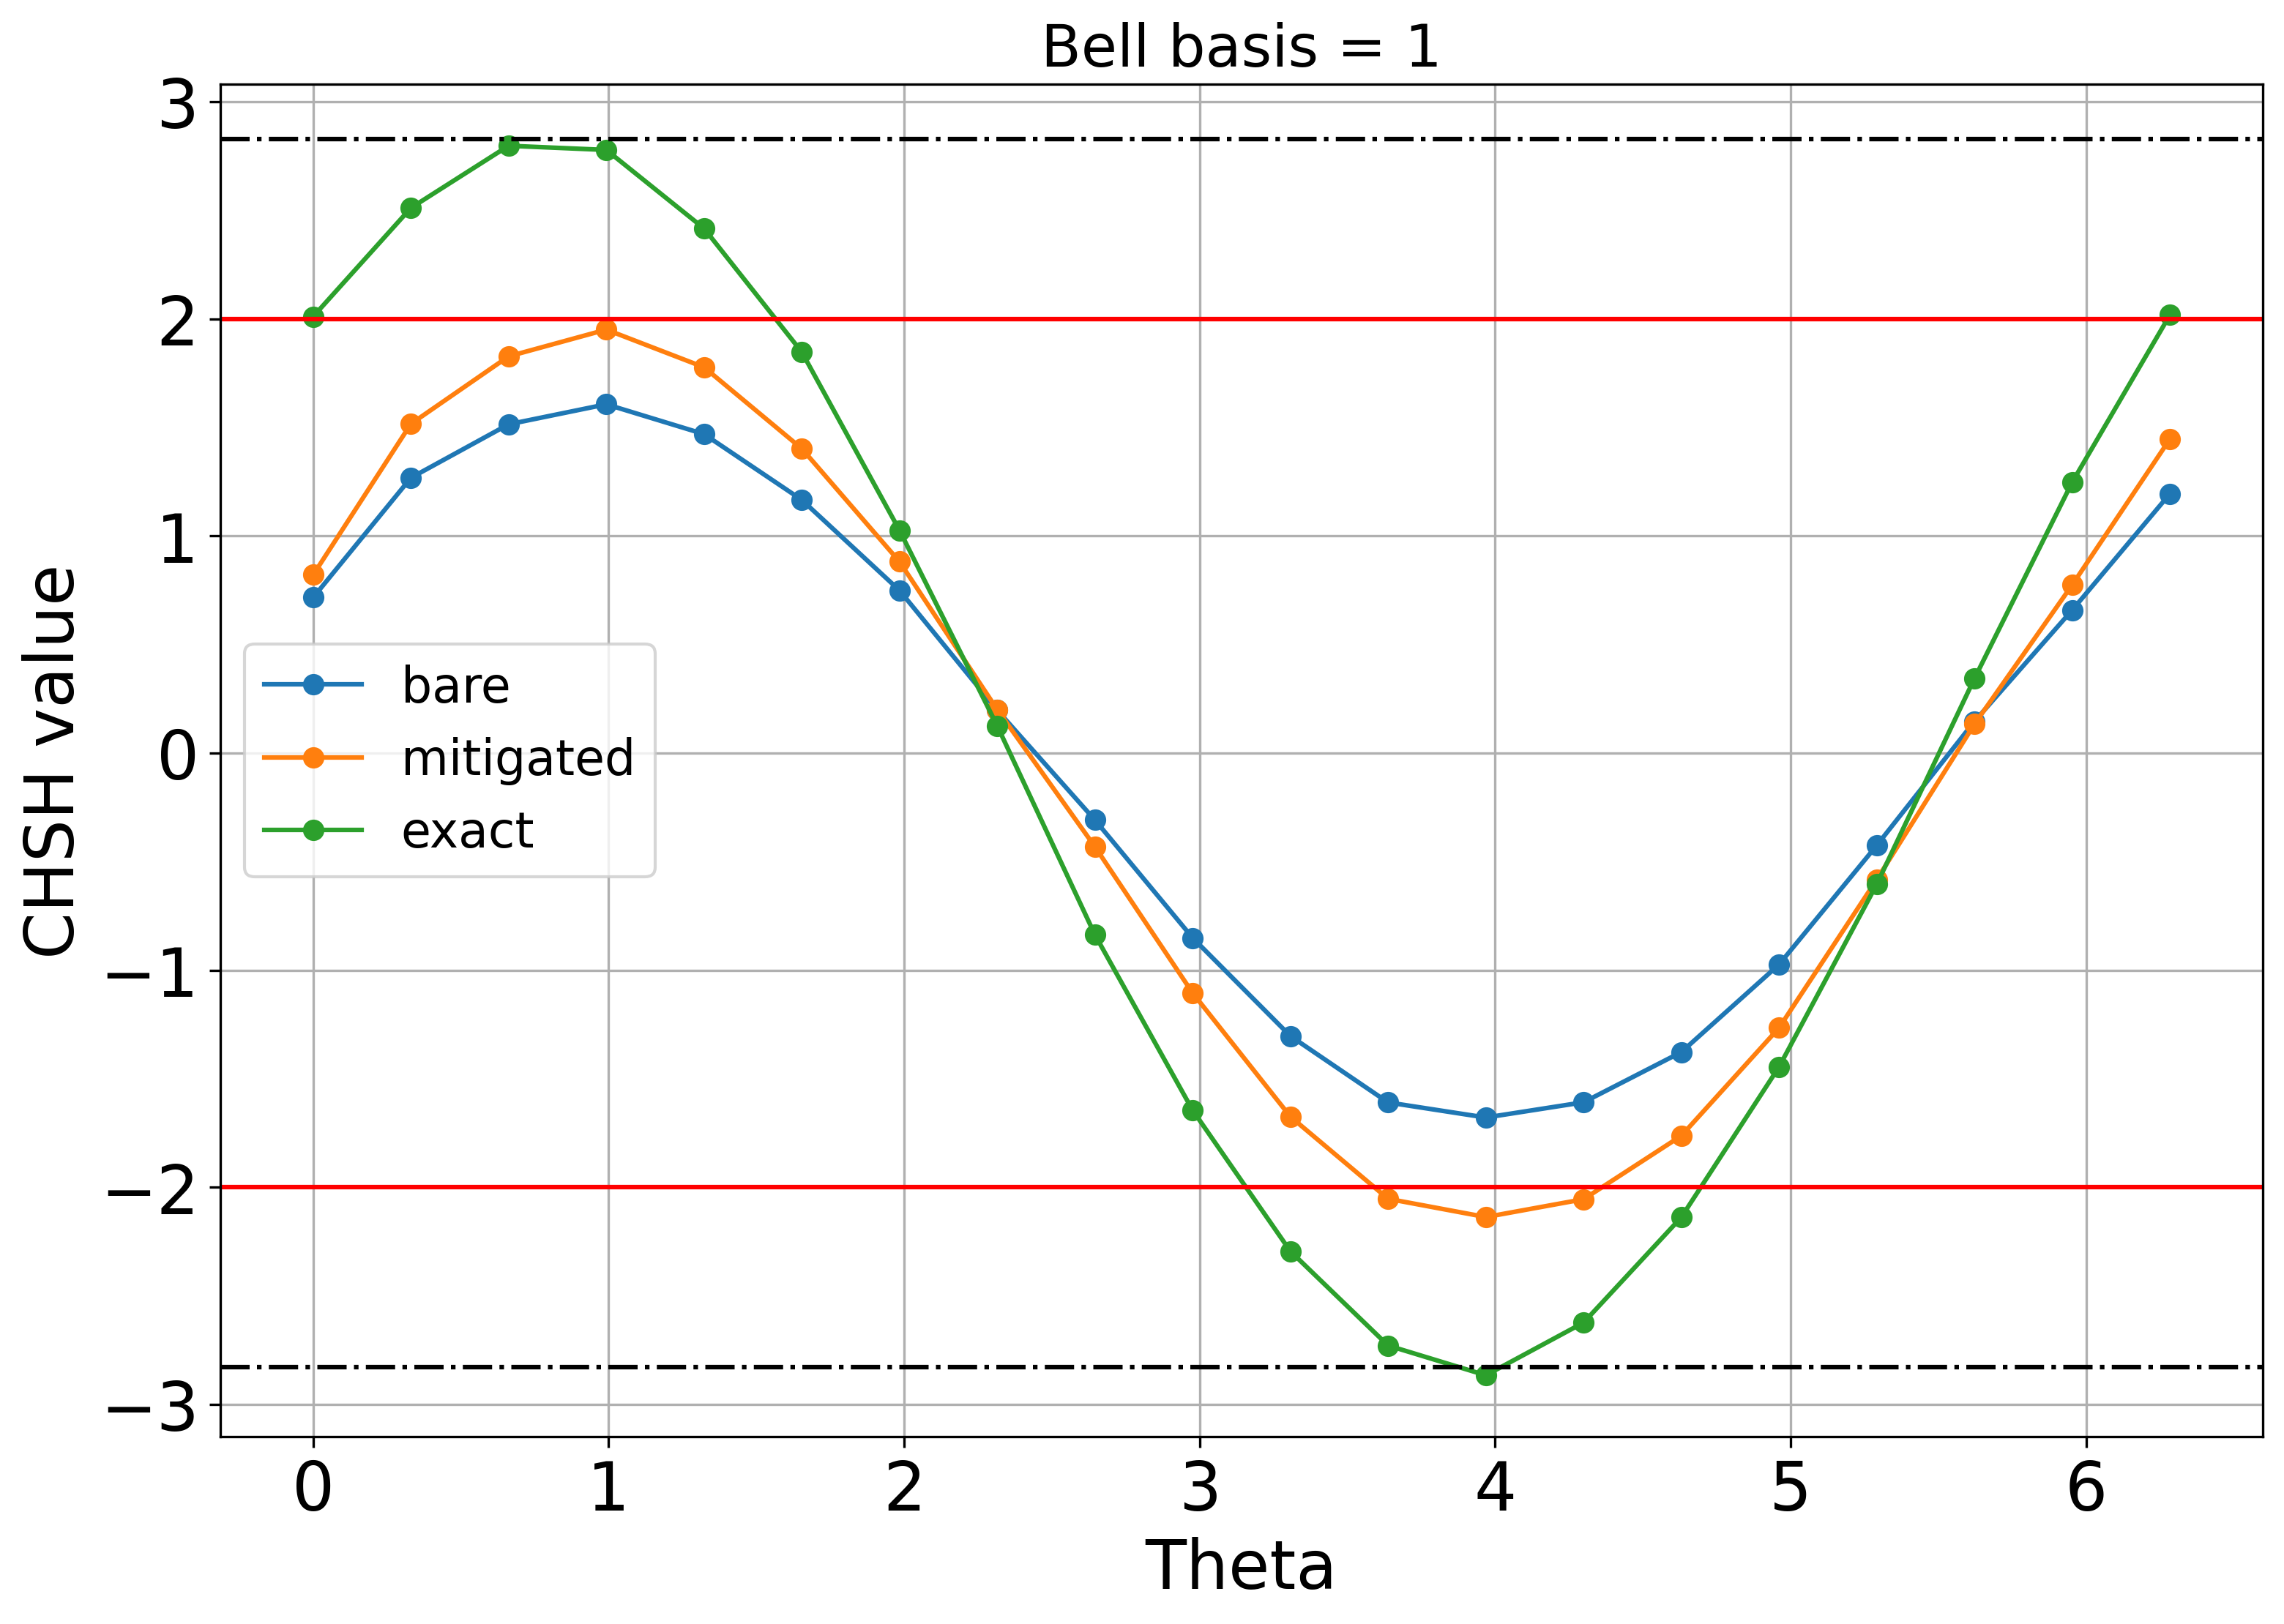 Bell basis = 1
3
2
1
0
−1
−2
−3
CHSH value
bare
mitigated
exact
0 1 2 3 4 5 6
Theta